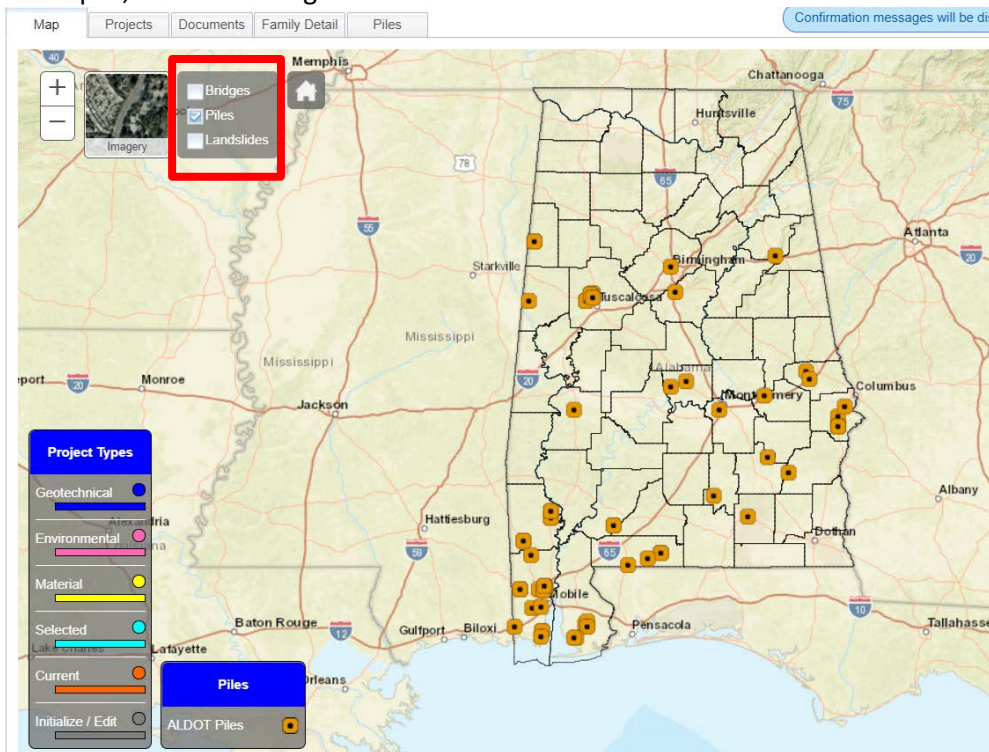 Map Projects Documents Family Detail Piles
Confirmation messages will be
40
Memphis
Chattanooga
+
−
Imagery
Bridges
Piles
Landslides
75
Huntsville
78
65
55
Atlanta
20
Birmingham
Starkville
Tuscaloosa
Mississippi
Mississippi
Alabama
20
Monroe
20
Columbus
Jackson
Montgomery
Project Types
Geotechnical
Environmental
Material
Selected
Current
Initialize / Edit
Albany
Hattiesburg
Dothan
59
65
Mobile
10
Baton Rouge
12
Gulfport
Biloxi
Pensacola
Tallahasse
Lafayette
Piles
ALDOT Piles